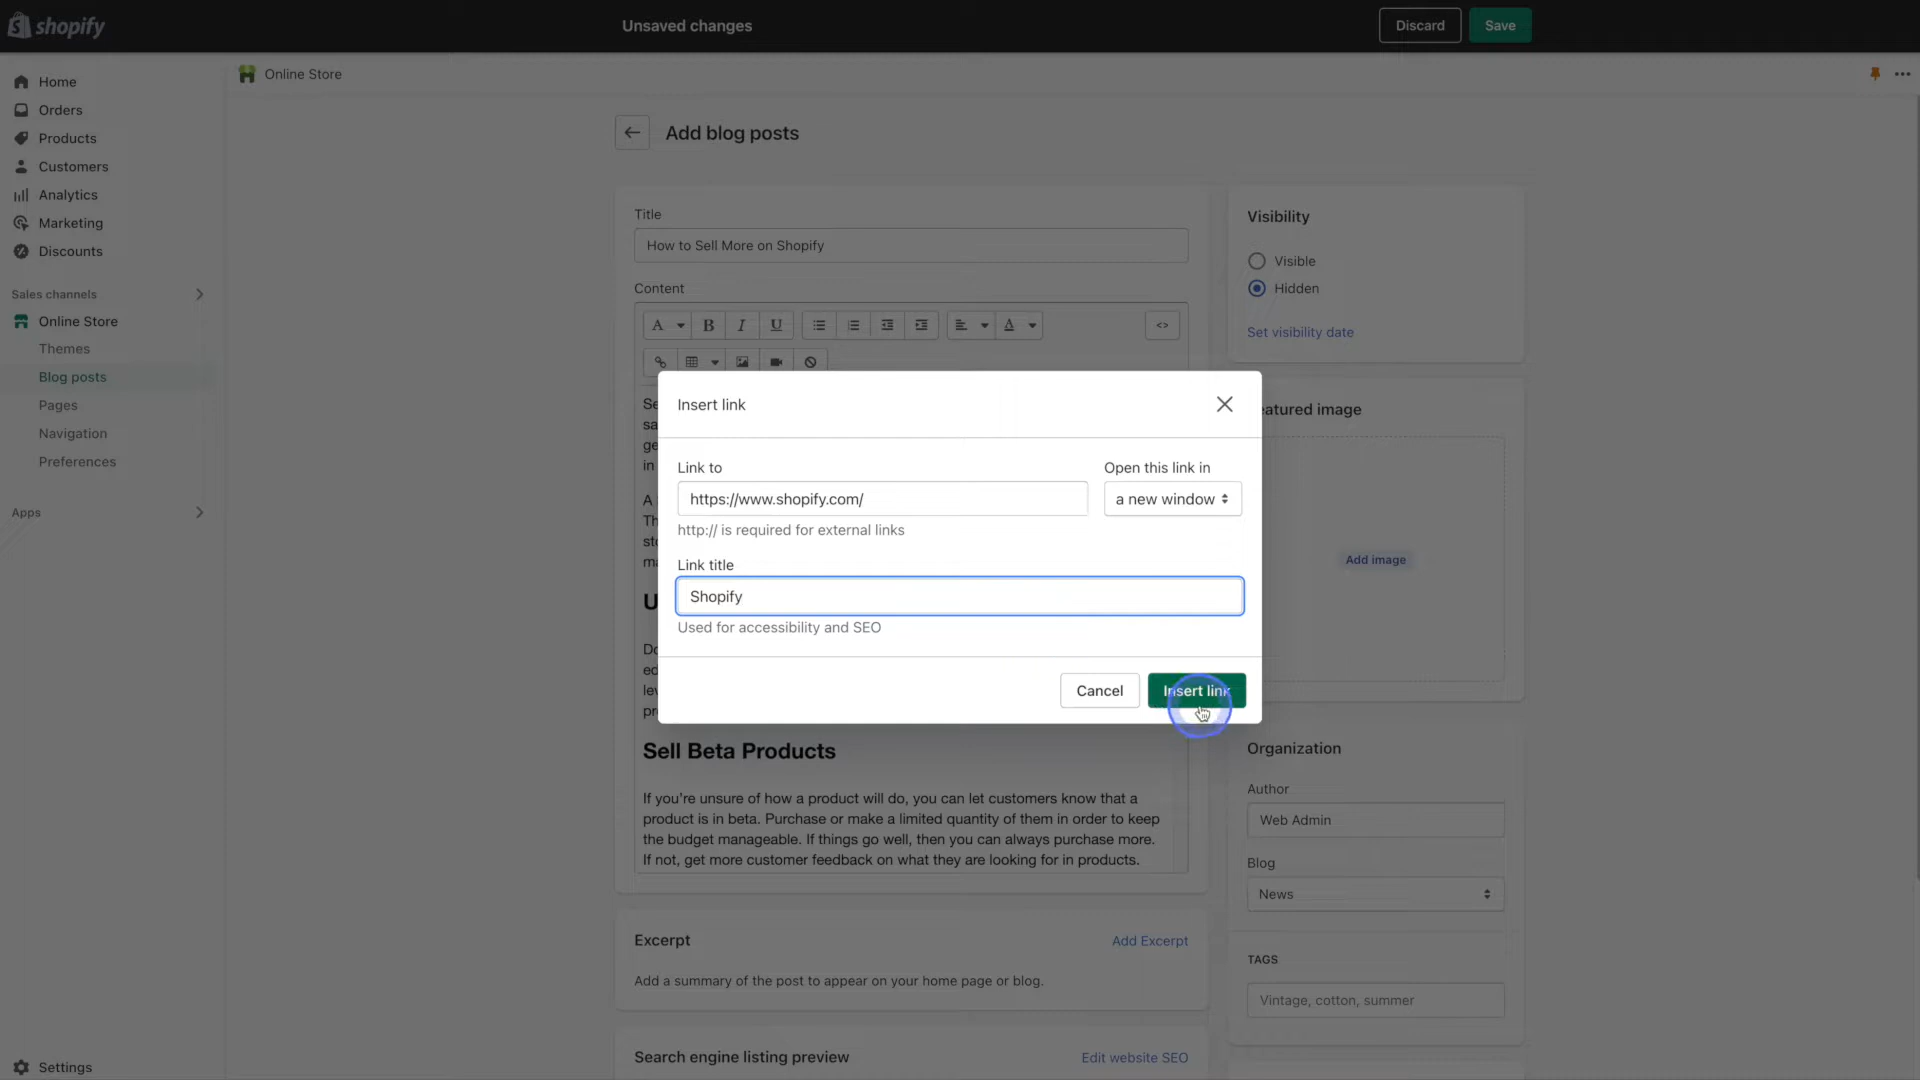 shopify
Unsaved changes
Discard
Save
Home
Orders
Products
Customers
Analytics
Marketing
Discounts
Sales channels
Online Store
Themes
Blog posts
Pages
Navigation
Preferences
Apps
Settings
Online Store
Add blog posts
Title
How to Sell More on Shopify
Content
A
B
I
U
A
<>
Insert link
Link to
https://www.shopify.com/
http:// is required for external links
Open this link in
a new window
Link title
Shopify
Used for accessibility and SEO
Cancel
Insert link
Sell Beta Products
If you're unsure of how a product will do, you can let customers know that a
product is in beta. Purchase or make a limited quantity of them in order to keep
the budget manageable. If things go well, then you can always purchase more.
If not, get more customer feedback on what they are looking for in products.
Excerpt
Add Excerpt
Add a summary of the post to appear on your home page or blog.
Search engine listing preview
Edit website SEO
Visibility
Visible
Hidden
Set visibility date
eatured image
Add image
Organization
Author
Web Admin
Blog
News
TAGS
Vintage, cotton, summer